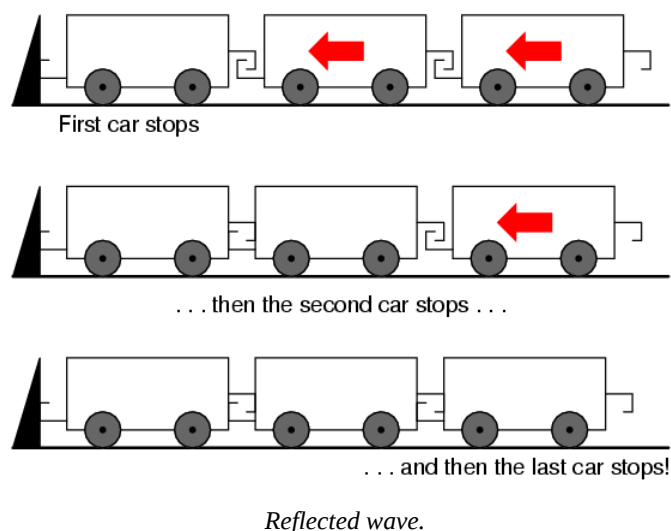 First car stops
. . . then the second car stops . . .
. . . and then the last car stops!
Reflected wave.